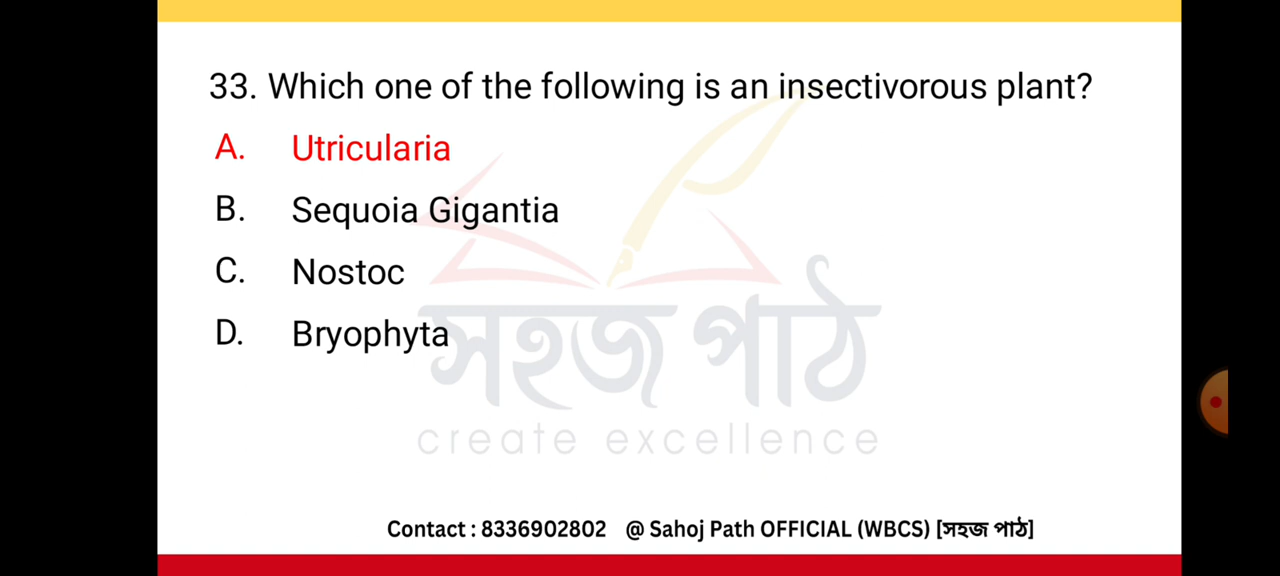 33. Which one of the following is an insectivorous plant?
A. Utricularia
B. Sequoia Gigantia
C. Nostoc
D. Bryophyta
সহজ পাঠ
create excellence
Contact : 8336902802 @ Sahoj Path OFFICIAL (WBCS) [সহজ পাঠ]